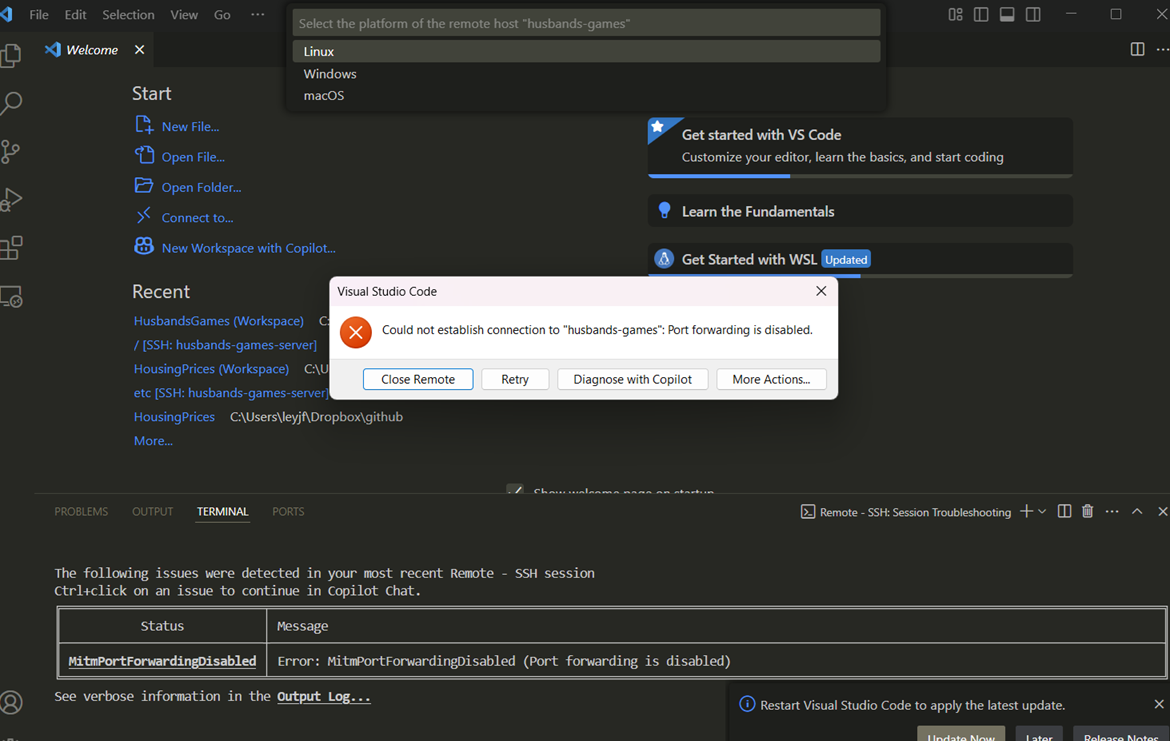 File Edit Selection View Go ···
Select the platform of the remote host "husbands-games"
Linux
Windows
macOS
Welcome
Start
New File...
Open File...
Open Folder...
Connect to...
New Workspace with Copilot...
Get started with VS Code
Customize your editor, learn the basics, and start coding
Learn the Fundamentals
Get Started with WSL Updated
Recent
HusbandsGames (Workspace) C:
/ [SSH: husbands-games-server]
HousingPrices (Workspace) C:\U
etc [SSH: husbands-games-server]
HousingPrices C:\Users\leyjf\Dropbox\github
More...
Visual Studio Code
Could not establish connection to "husbands-games": Port forwarding is disabled.
Close Remote Retry Diagnose with Copilot More Actions...
Show welcome page on startup
PROBLEMS OUTPUT TERMINAL PORTS
Remote - SSH: Session Troubleshooting
The following issues were detected in your most recent Remote - SSH session
Ctrl+click on an issue to continue in Copilot Chat.
Status Message
MitmPortForwardingDisabled Error: MitmPortForwardingDisabled (Port forwarding is disabled)
See verbose information in the Output Log...
Restart Visual Studio Code to apply the latest update.
Update Now Later Release Notes